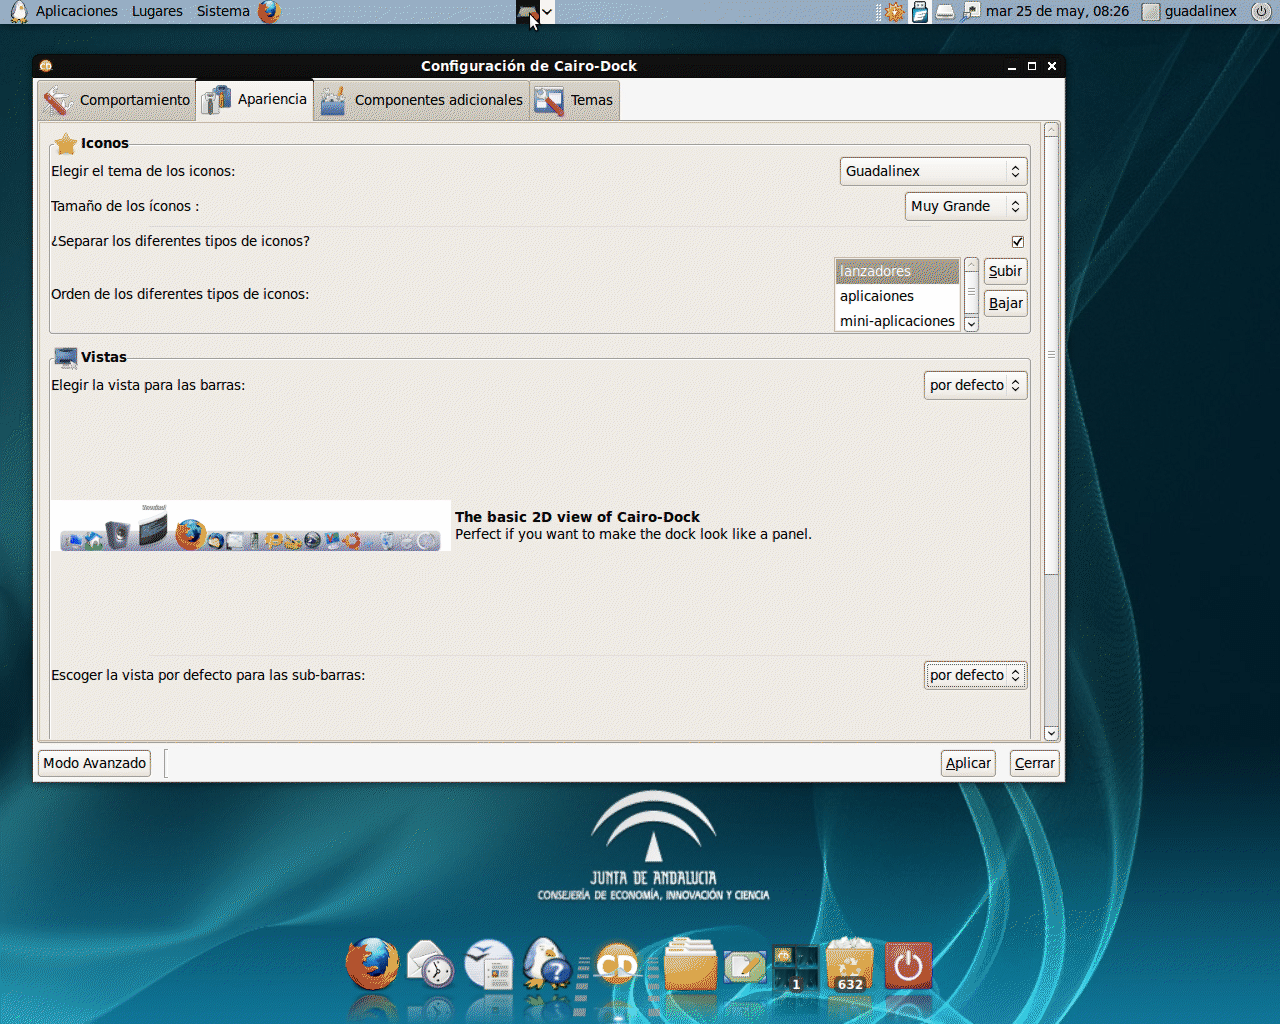 Aplicaciones Lugares Sistema mar 25 de may, 08:26 guadalinex
Configuración de Cairo-Dock
Comportamiento Apariencia Componentes adicionales Temas
Iconos
Elegir el tema de los iconos: Guadalinex
Tamaño de los íconos : Muy Grande
¿Separar los diferentes tipos de iconos?
lanzadores Subir
Orden de los diferentes tipos de iconos: aplicaiones Bajar
mini-aplicaciones
Vistas
Elegir la vista para las barras: por defecto
The basic 2D view of Cairo-Dock
Perfect if you want to make the dock look like a panel.
Escoger la vista por defecto para las sub-barras: por defecto
Modo Avanzado Aplicar Cerrar
JUNTA DE ANDALUCIA
CONSEJERÍA DE ECONOMÍA, INNOVACIÓN Y CIENCIA
CD
1 632